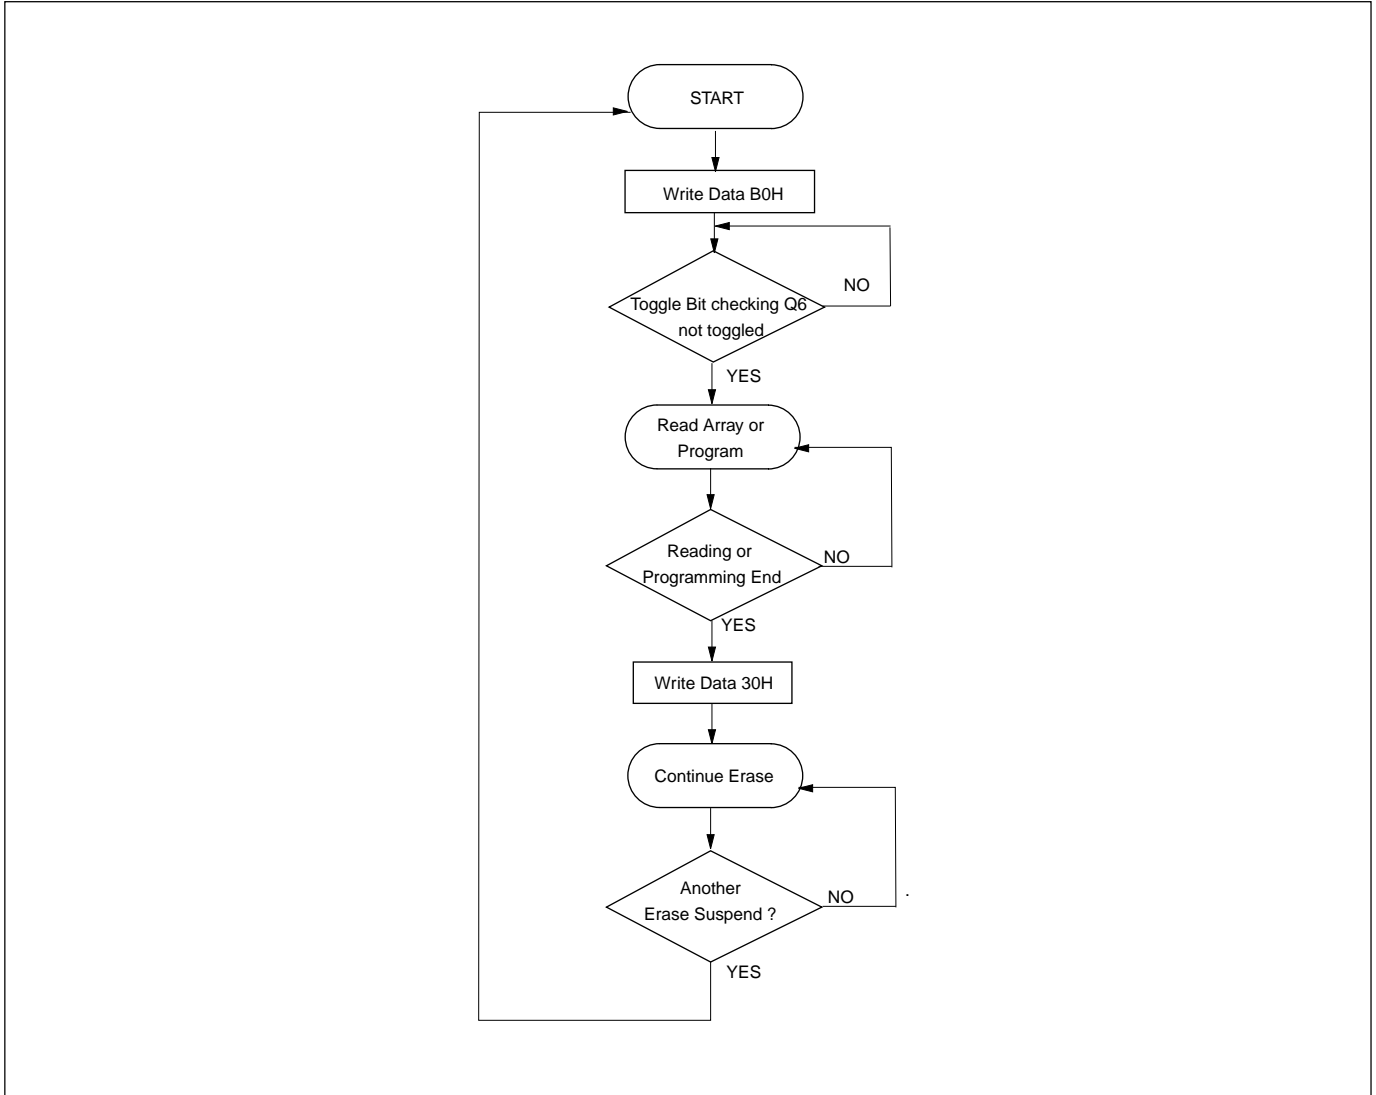 START
Write Data B0H
NO
Toggle Bit checking Q6
not toggled
YES
Read Array or
Program
Reading or
NO
Programming End
YES
Write Data 30H
Continue Erase
Another
NO
Erase Suspend ?
YES
.